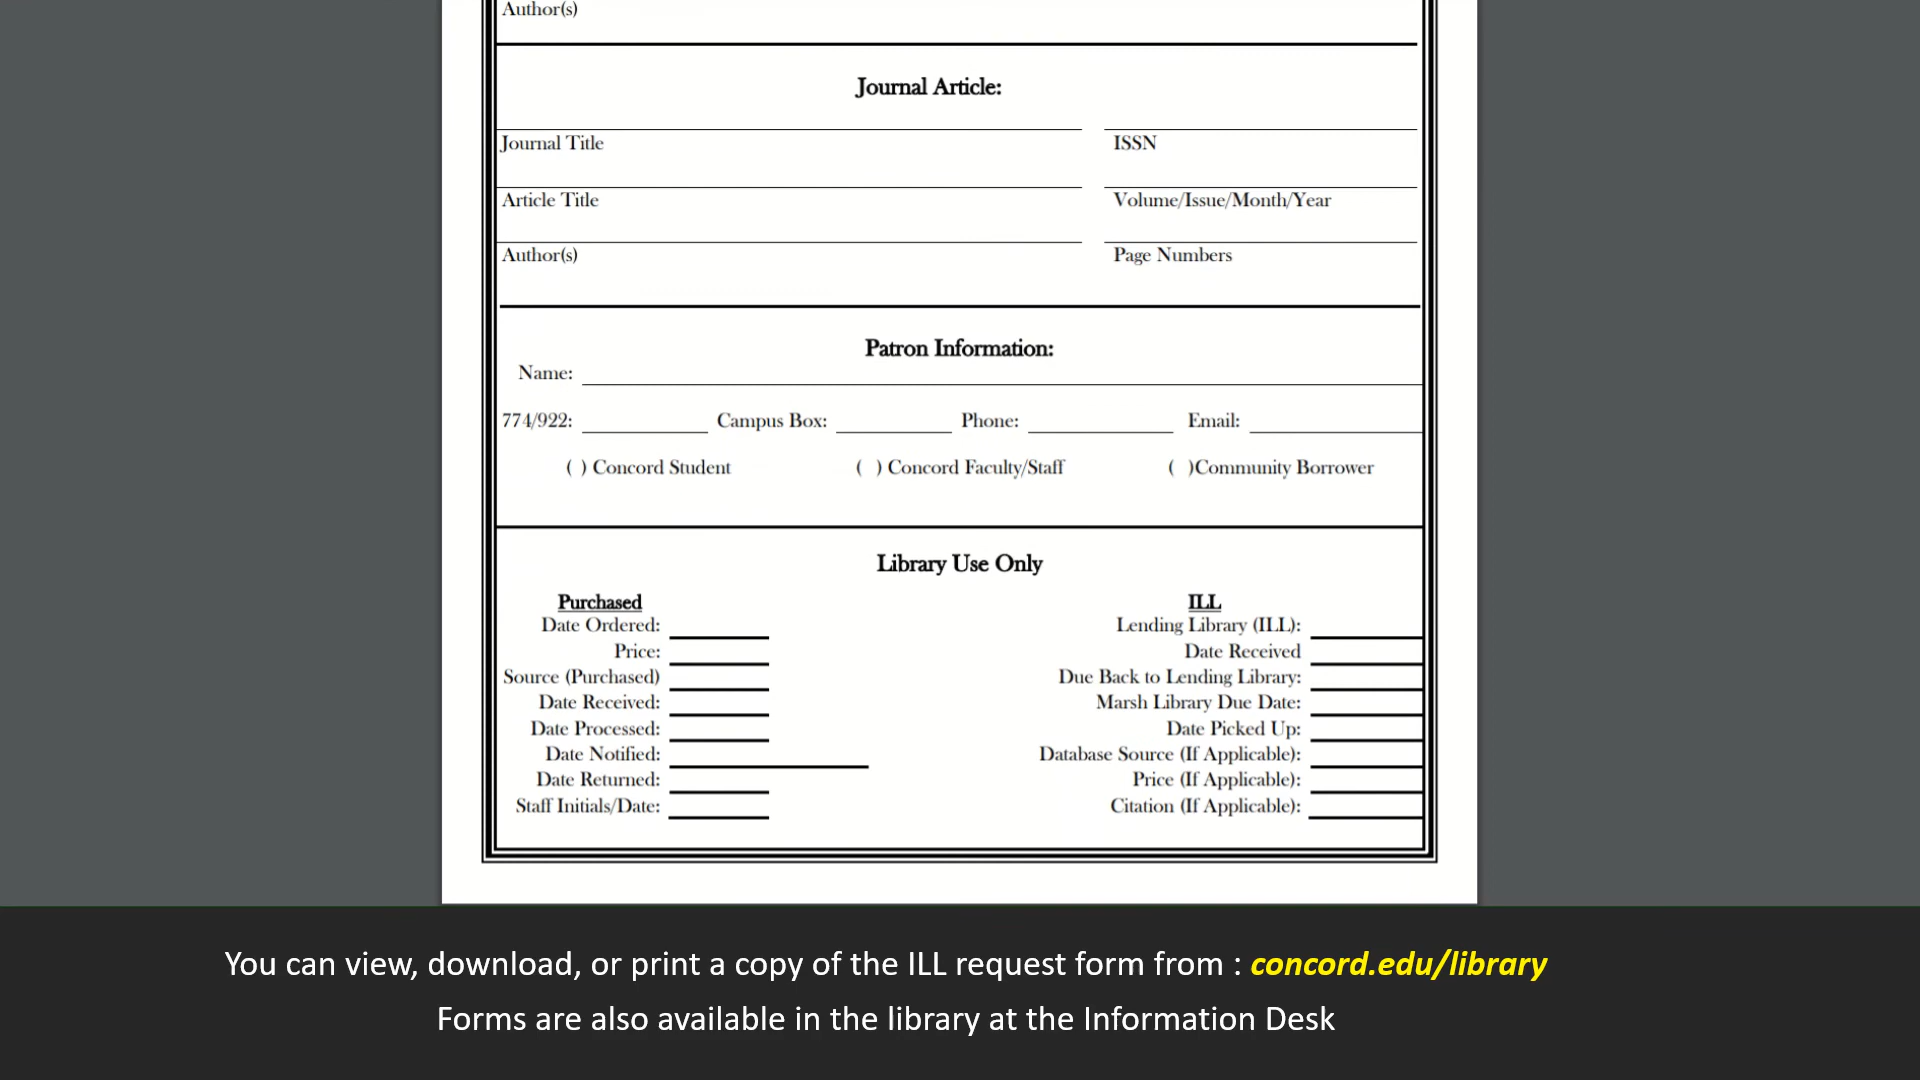 Author(s)
Journal Article:
Journal Title ISSN
Article Title Volume/Issue/Month/Year
Author(s) Page Numbers
Patron Information:
Name:
774/922: Campus Box: Phone: Email:
( ) Concord Student ( ) Concord Faculty/Staff ( )Community Borrower
Library Use Only
Purchased ILL
Date Ordered: Lending Library (ILL):
Price: Date Received
Source (Purchased) Due Back to Lending Library:
Date Received: Marsh Library Due Date:
Date Processed: Date Picked Up:
Date Notified: Database Source (If Applicable):
Date Returned: Price (If Applicable):
Staff Initials/Date: Citation (If Applicable):
You can view, download, or print a copy of the ILL request form from : concord.edu/library
Forms are also available in the library at the Information Desk